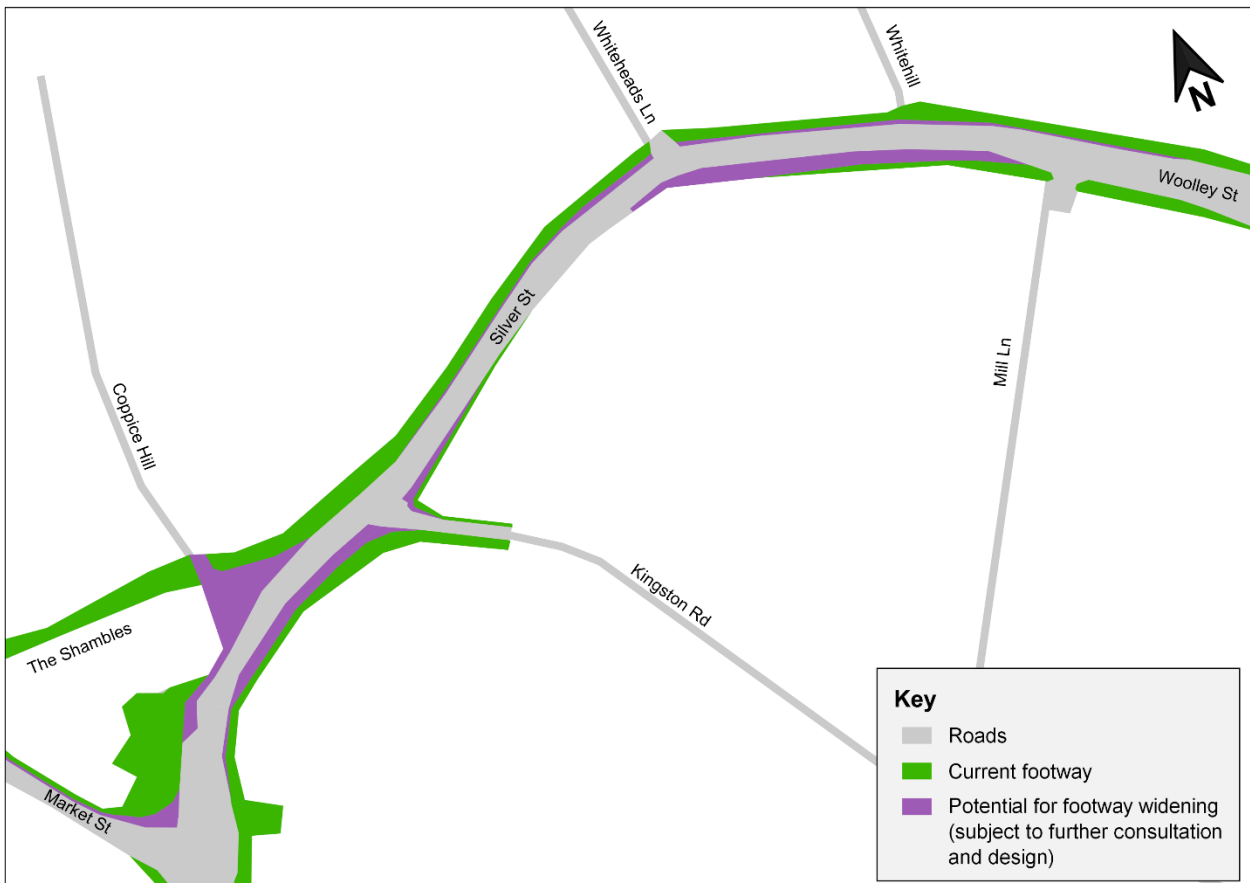 Whiteheads Ln
Whitehill
N
Woolley St
Silver St
Mill Ln
Coppice Hill
Kingston Rd
The Shambles
Market St
Key
Roads
Current footway
Potential for footway widening
(subject to further consultation
and design)